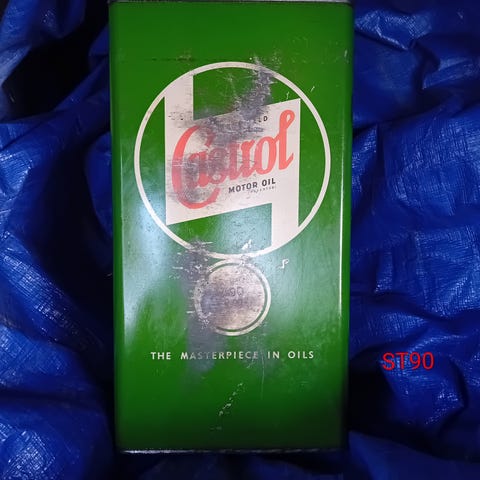 Castrol
MOTOR OIL
THE MASTERPIECE IN OILS
ST90